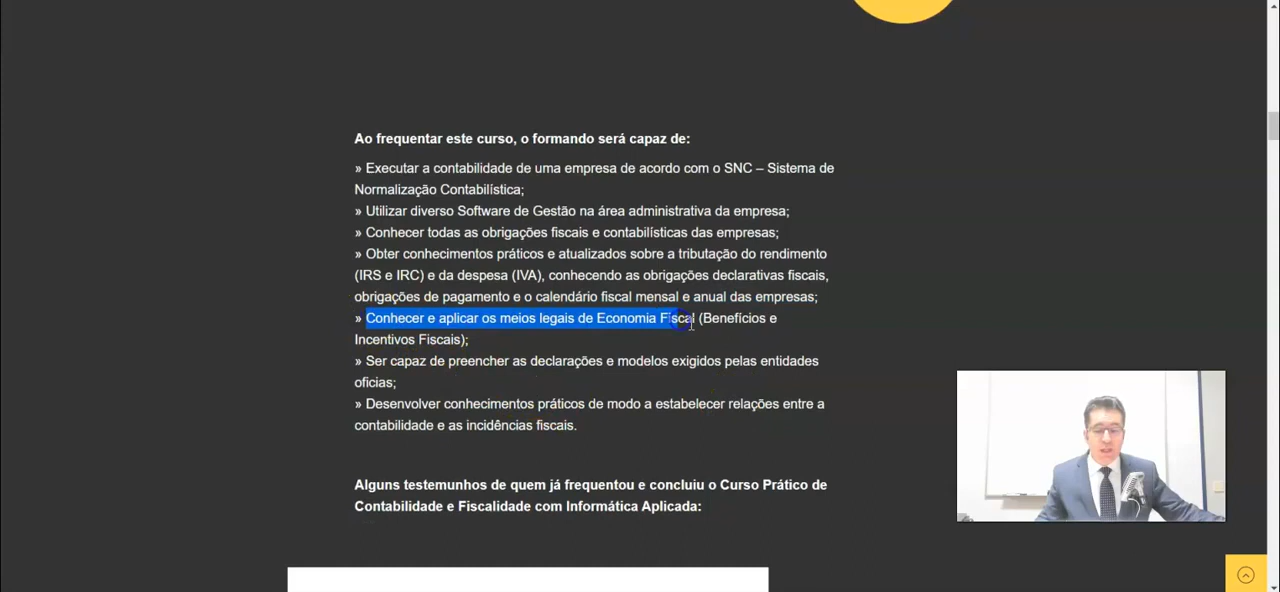 Ao frequentar este curso, o formando será capaz de:
» Executar a contabilidade de uma empresa de acordo com o SNC – Sistema de
Normalização Contabilística;
» Utilizar diverso Software de Gestão na área administrativa da empresa;
» Conhecer todas as obrigações fiscais e contabilísticas das empresas;
» Obter conhecimentos práticos e atualizados sobre a tributação do rendimento
(IRS e IRC) e da despesa (IVA), conhecendo as obrigações declarativas fiscais,
obrigações de pagamento e o calendário fiscal mensal e anual das empresas;
» Conhecer e aplicar os meios legais de Economia Fiscal (Benefícios e
Incentivos Fiscais);
» Ser capaz de preencher as declarações e modelos exigidos pelas entidades
oficias;
» Desenvolver conhecimentos práticos de modo a estabelecer relações entre a
contabilidade e as incidências fiscais.
Alguns testemunhos de quem já frequentou e concluiu o Curso Prático de
Contabilidade e Fiscalidade com Informática Aplicada: